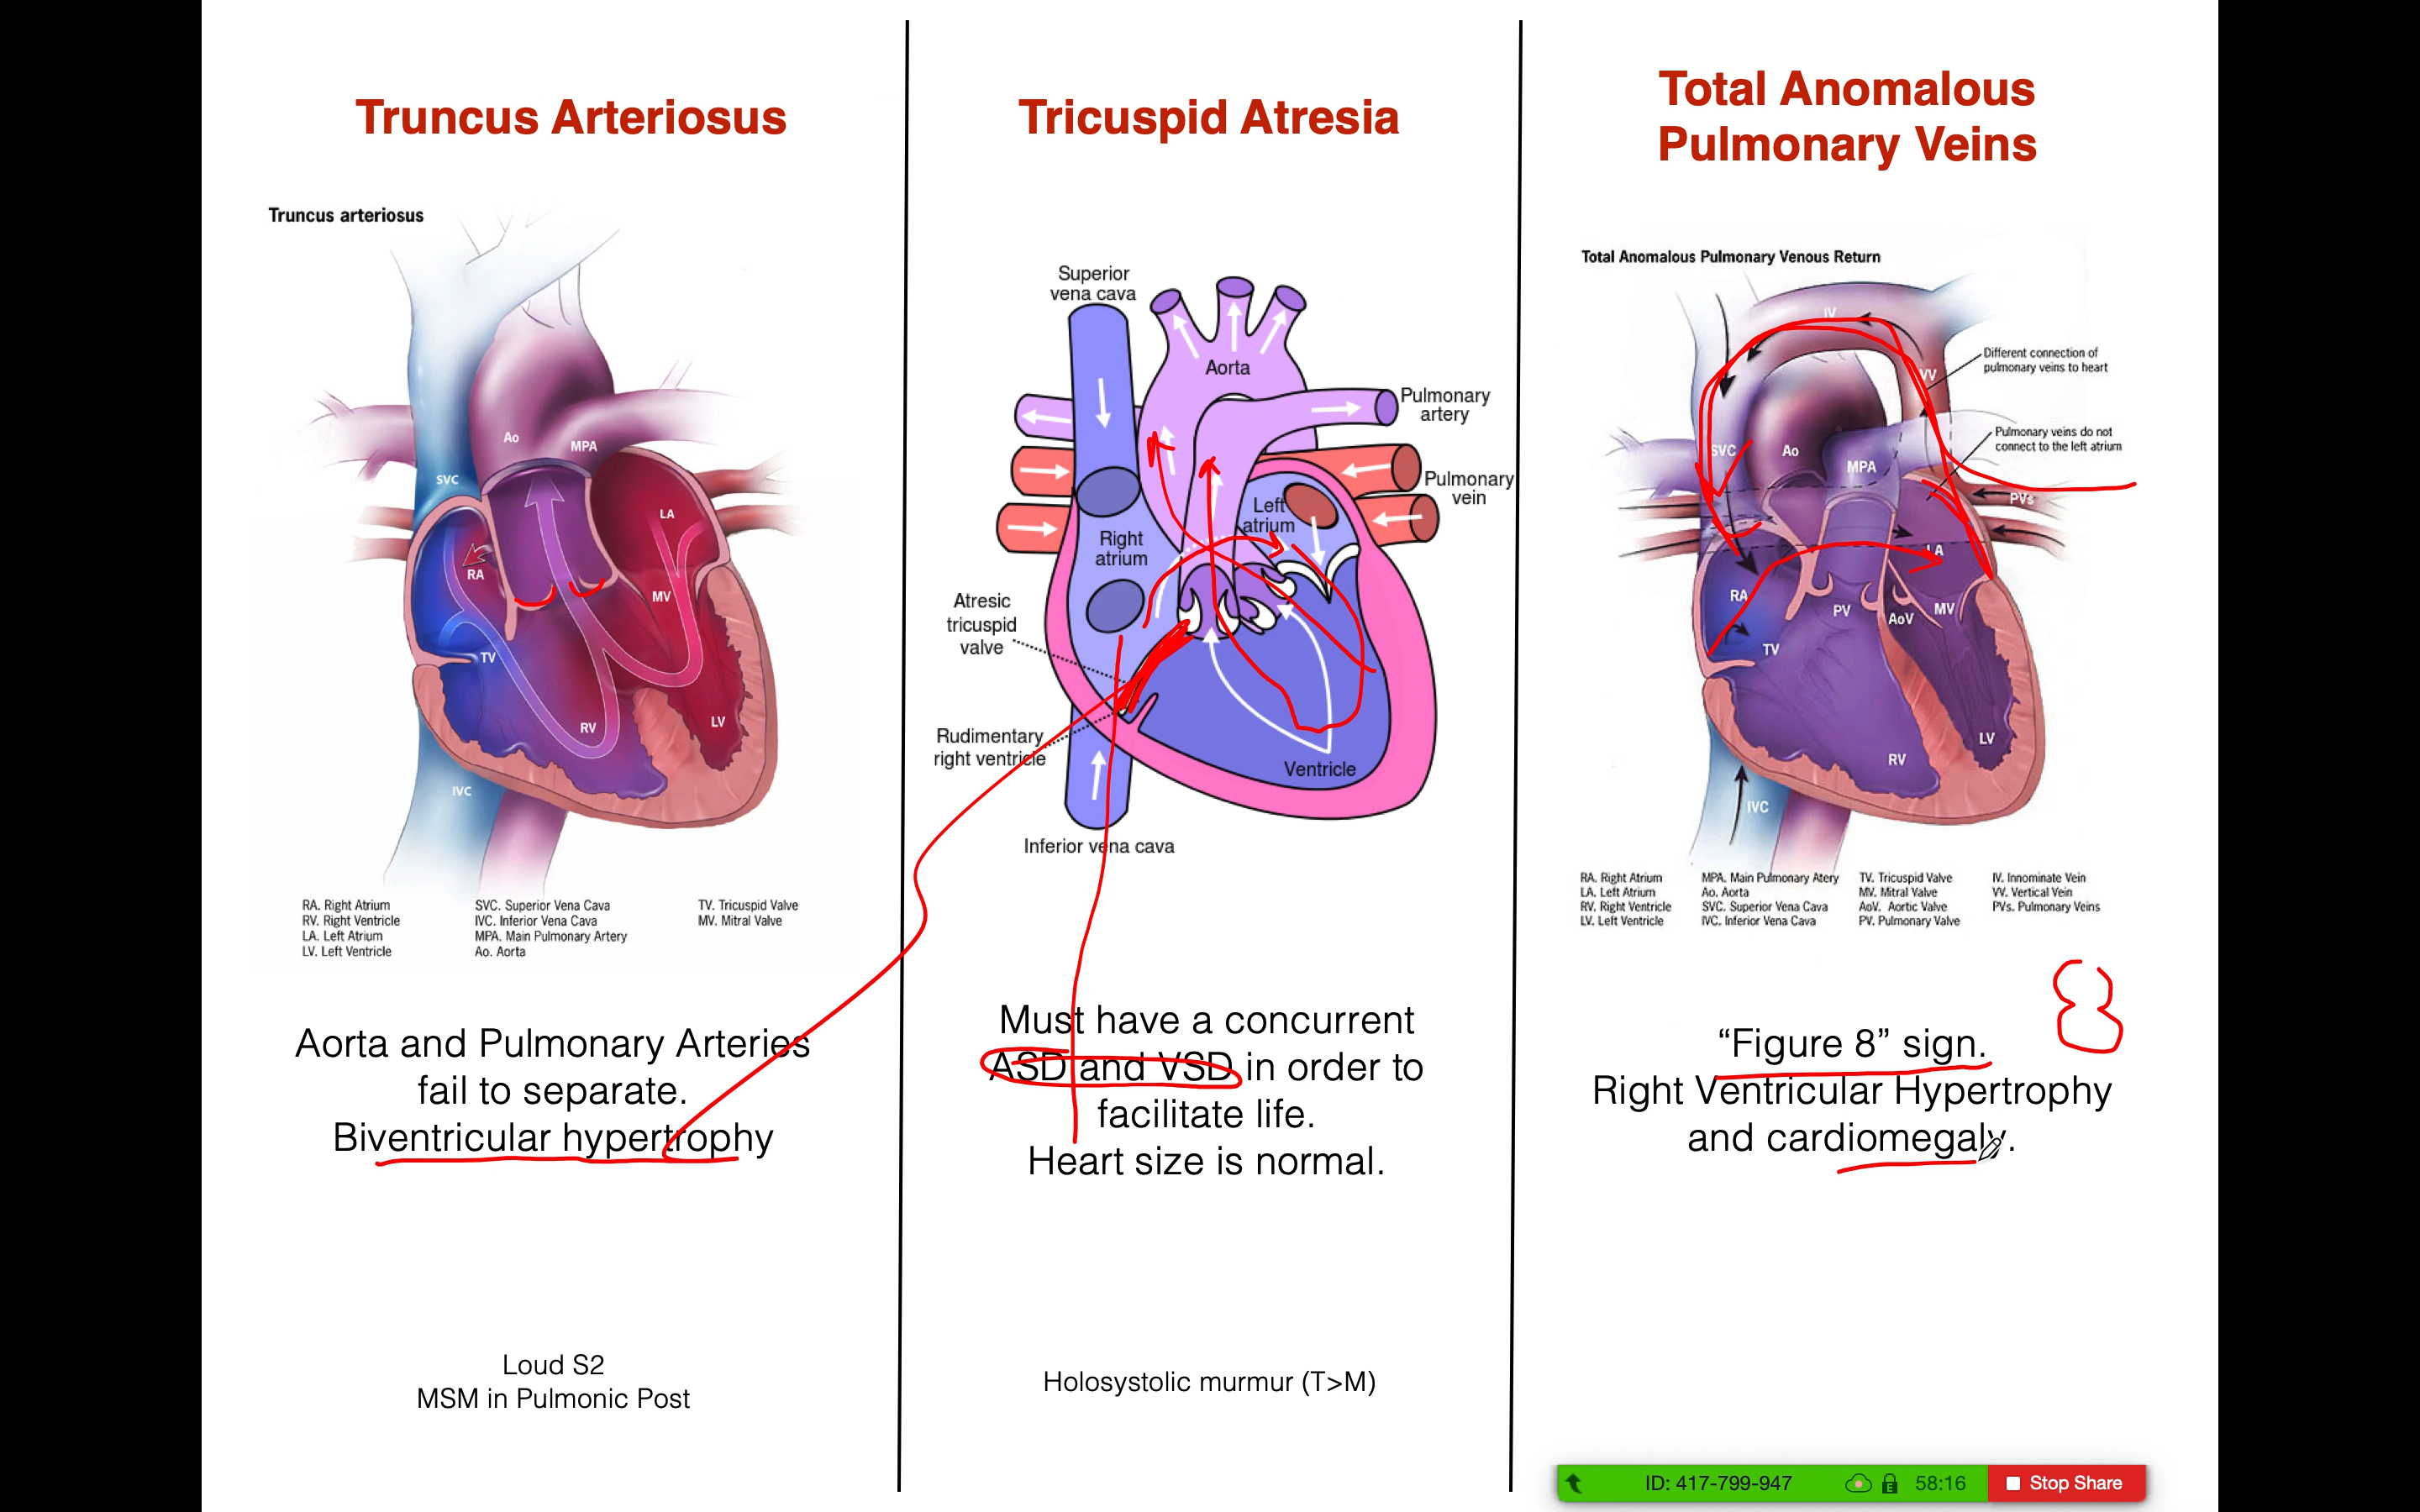 Truncus Arteriosus
Truncus arteriosus
Ao
MPA
SVC
LA
RA
MV
TV
LV
RV
IVC
RA. Right Atrium
RV. Right Ventricle
LA. Left Atrium
LV. Left Ventricle
SVC. Superior Vena Cava
IVC. Inferior Vena Cava
MPA. Main Pulmonary Artery
Ao. Aorta
TV. Tricuspid Valve
MV. Mitral Valve
Aorta and Pulmonary Arteries
fail to separate.
Biventricular hypertrophy
Loud S2
MSM in Pulmonic Post
Tricuspid Atresia
Superior
vena cava
Aorta
Pulmonary
artery
Pulmonary
vein
Left
atrium
Right
atrium
Atresic
tricuspid
valve
Rudimentary
right ventricle
Ventricle
Inferior vena cava
Must have a concurrent
ASD and VSD in order to
facilitate life.
Heart size is normal.
Holosystolic murmur (T>M)
Total Anomalous
Pulmonary Veins
Total Anomalous Pulmonary Venous Return
IV
Different connection of
pulmonary veins to heart
VV
Pulmonary veins do not
connect to the left atrium
SVC
Ao
MPA
PVs
LA
RA
PV
AoV
MV
TV
LV
RV
IVC
RA. Right Atrium
LA. Left Atrium
RV. Right Ventricle
LV. Left Ventricle
MPA. Main Pulmonary Atery
Ao. Aorta
SVC. Superior Vena Cava
IVC. Inferior Vena Cava
TV. Tricuspid Valve
MV. Mitral Valve
AoV. Aortic Valve
PV. Pulmonary Valve
IV. Innominate Vein
VV. Vertical Vein
PVs. Pulmonary Veins
8
“Figure 8” sign.
Right Ventricular Hypertrophy
and cardiomegaly.
ID: 417-799-947
E
58:16
Stop Share